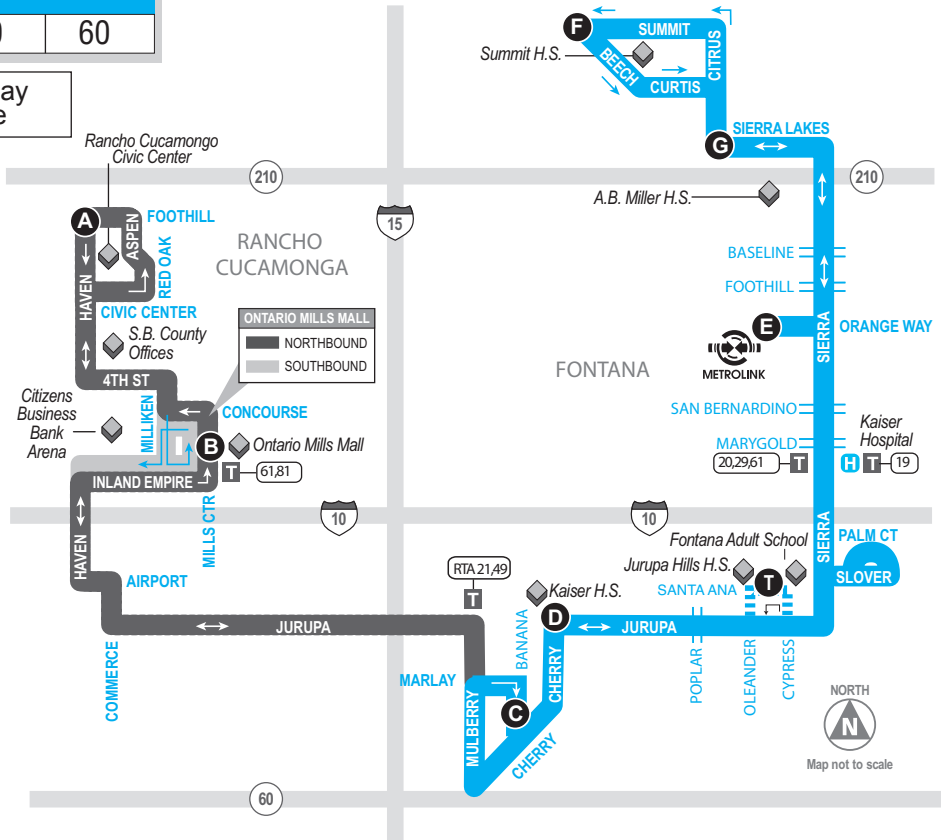 60
ay
e
F
SUMMIT
Summit H.S.
BEECH
CURTIS
CITRUS
G
SIERRA LAKES
Rancho Cucamongo
Civic Center
210
210
A.B. Miller H.S.
A
FOOTHILL
ASPEN
RED OAK
HAVEN
CIVIC CENTER
15
RANCHO
CUCAMONGA
BASELINE
FOOTHILL
SIERRA
E
ORANGE WAY
METROLINK
ONTARIO MILLS MALL
NORTHBOUND
SOUTHBOUND
S.B. County
Offices
4TH ST
FONTANA
Citizens
Business
Bank
Arena
MILLIKEN
CONCOURSE
B
Ontario Mills Mall
T
61,81
INLAND EMPIRE
MILLS CTR
SAN BERNARDINO
MARYGOLD
20,29,61
T
Kaiser
Hospital
H
T
19
10
10
HAVEN
AIRPORT
COMMERCE
JURUPA
RTA 21,49
T
SIERRA
PALM CT
SLOVER
Fontana Adult School
Jurupa Hills H.S.
SANTA ANA
T
Kaiser H.S.
D
JURUPA
BANANA
CHERRY
POPLAR
OLEANDER
CYPRESS
MARLAY
MULBERRY
C
CHERRY
NORTH
N
Map not to scale
60